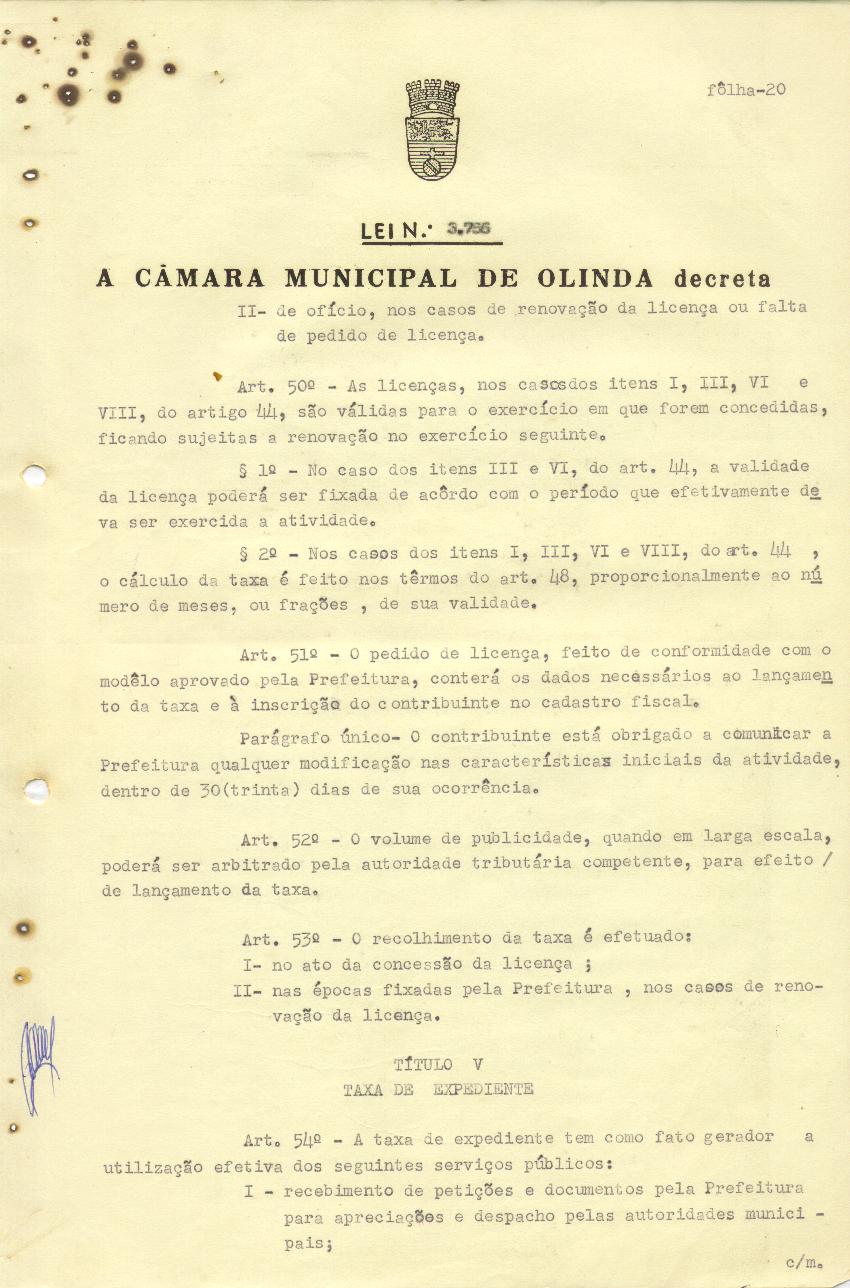 fôlha-20
LEI N.º 3.756
A CÂMARA MUNICIPAL DE OLINDA decreta
II- de ofício, nos casos de renovação da licença ou falta
de pedido de licença.
Art. 50º - As licenças, nos casosdos itens I, III, VI e
VIII, do artigo 44, são válidas para o exercício em que forem concedidas,
ficando sujeitas a renovação no exercício seguinte.
§ 1º - No caso dos itens III e VI, do art. 44, a validade
da licença poderá ser fixada de acôrdo com o período que efetivamente de
va ser exercida a atividade.
§ 2º - Nos casos dos itens I, III, VI e VIII, do art. 44 ,
o cálculo da taxa é feito nos têrmos do art. 48, proporcionalmente ao nú
mero de meses, ou frações , de sua validade.
Art. 51º - O pedido de licença, feito de conformidade com o
modêlo aprovado pela Prefeitura, conterá os dados necessários ao lançamen
to da taxa e à inscrição do contribuinte no cadastro fiscal.
Parágrafo único- O contribuinte está obrigado a comunicar a
Prefeitura qualquer modificação nas características iniciais da atividade,
dentro de 30(trinta) dias de sua ocorrência.
Art. 52º - O volume de publicidade, quando em larga escala,
poderá ser arbitrado pela autoridade tributária competente, para efeito /
de lançamento da taxa.
Art. 53º - O recolhimento da taxa é efetuado:
I- no ato da concessão da licença ;
II- nas épocas fixadas pela Prefeitura , nos casos de reno-
vação da licença.
TÍTULO V
TAXA DE EXPEDIENTE
Art. 54º - A taxa de expediente tem como fato gerador a
utilização efetiva dos seguintes serviços públicos:
I - recebimento de petições e documentos pela Prefeitura
para apreciações e despacho pelas autoridades munici -
pais;
c/m.